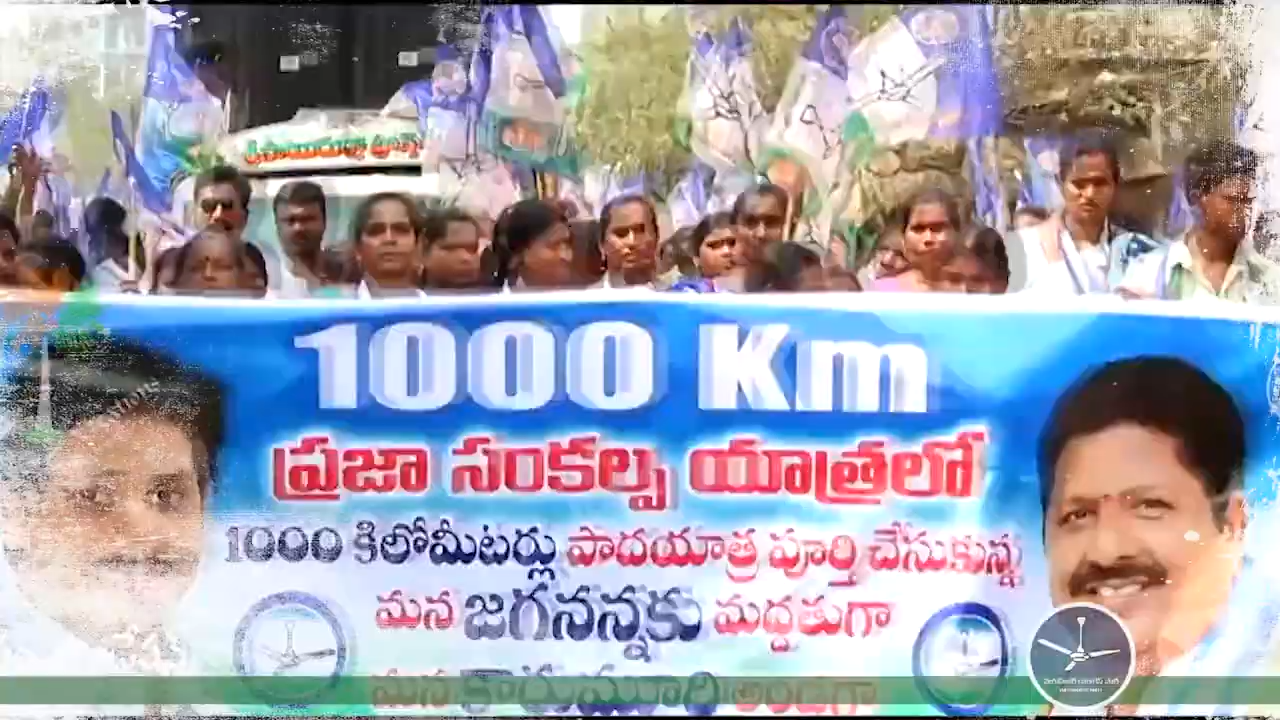 1000 Km
ప్రజా సంకల్ప యాత్రలో
1000 కిలోమీటర్లు పాదయాత్ర పూర్తి చేసుకున్న
మన జగనన్నకు మద్దతుగా